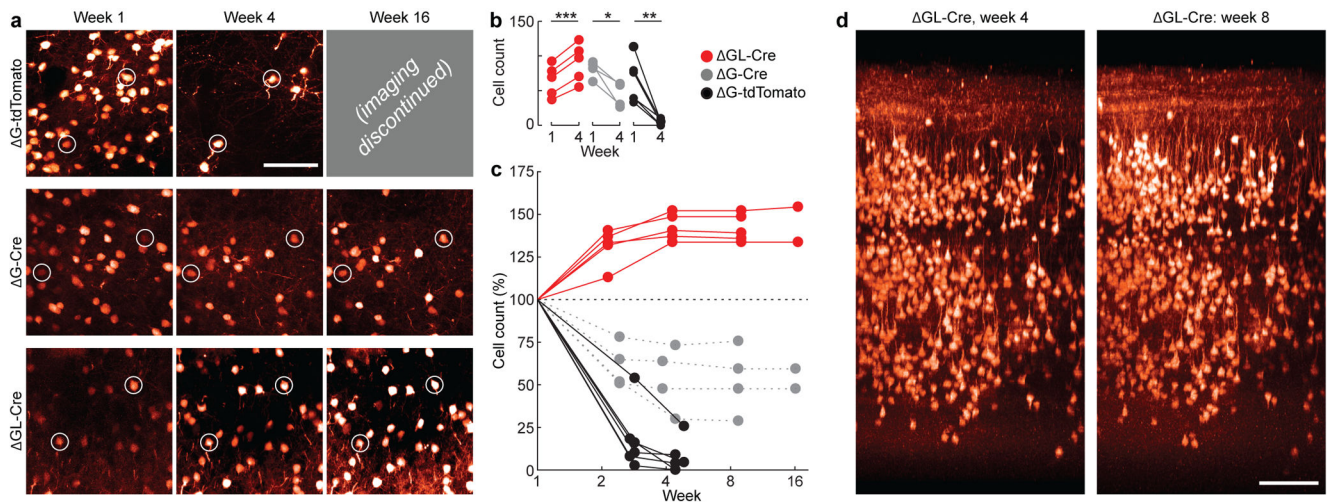 a
Week 1
Week 4
Week 16
ΔG-tdTomato
(imaging
discontinued)
ΔG-Cre
ΔGL-Cre
b
Cell count
150
0
***
*
**
1 4 1 4 1 4
Week
ΔGL-Cre
ΔG-Cre
ΔG-tdTomato
c
Cell count (%)
175
150
125
100
75
50
25
0
1 2 4 8 16
Week
d
ΔGL-Cre, week 4
ΔGL-Cre: week 8